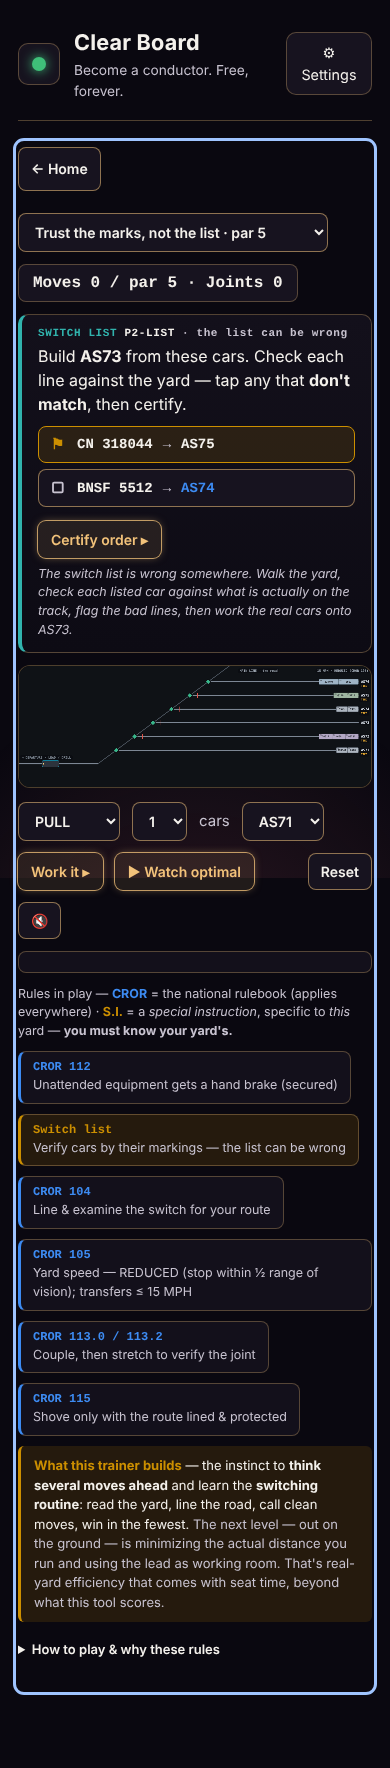 Clear Board
Become a conductor. Free,
forever.
⚙
Settings
← Home
Trust the marks, not the list · par 5
Moves 0 / par 5 · Joints 0
SWITCH LIST P2-LIST · the list can be wrong
Build AS73 from these cars. Check each
line against the yard — tap any that don't
match, then certify.
⚑ CN 318044 → AS75
☐ BNSF 5512 → AS74
Certify order ▸
The switch list is wrong somewhere. Walk the yard,
check each listed car against what is actually on the
track, flag the bad lines, then work the real cars onto
AS73.
PULL
1
cars
AS71
Work it ▸
▶ Watch optimal
Reset
Rules in play — CROR = the national rulebook (applies
everywhere) · S.I. = a special instruction, specific to this
yard — you must know your yard's.
CROR 112
Unattended equipment gets a hand brake (secured)
Switch list
Verify cars by their markings — the list can be wrong
CROR 104
Line & examine the switch for your route
CROR 105
Yard speed — REDUCED (stop within ½ range of
vision); transfers ≤ 15 MPH
CROR 113.0 / 113.2
Couple, then stretch to verify the joint
CROR 115
Shove only with the route lined & protected
What this trainer builds — the instinct to think
several moves ahead and learn the switching
routine: read the yard, line the road, call clean
moves, win in the fewest. The next level — out on
the ground — is minimizing the actual distance you
run and using the lead as working room. That's real-
yard efficiency that comes with seat time, beyond
what this tool scores.
▶ How to play & why these rules